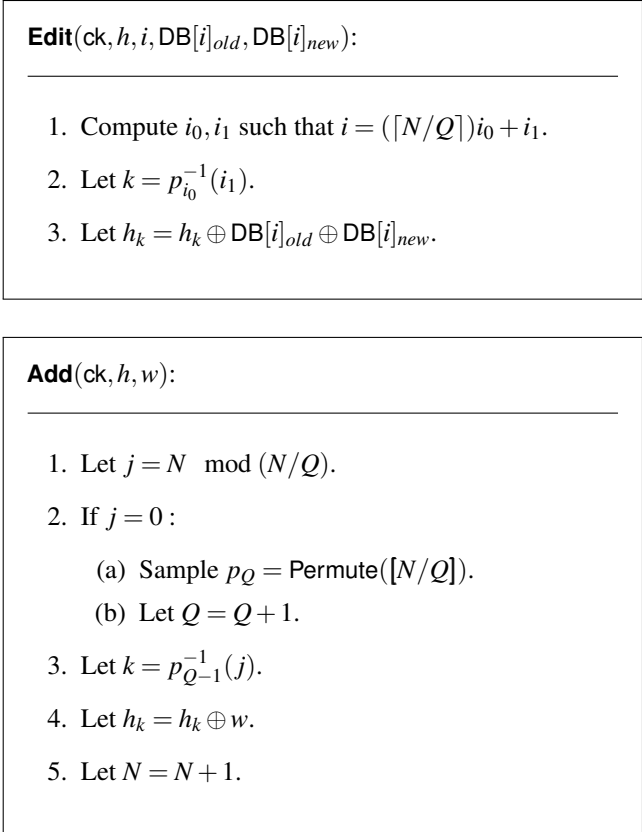 Edit(ck, h, i, DB[i]_old, DB[i]_new):
1. Compute i_0, i_1 such that i = (⌈N/Q⌉)i_0 + i_1.
2. Let k = p_{i_0}^{-1}(i_1).
3. Let h_k = h_k ⊕ DB[i]_old ⊕ DB[i]_new.
Add(ck, h, w):
1. Let j = N mod (N/Q).
2. If j = 0 :
(a) Sample p_Q = Permute([N/Q]).
(b) Let Q = Q + 1.
3. Let k = p_{Q-1}^{-1}(j).
4. Let h_k = h_k ⊕ w.
5. Let N = N + 1.